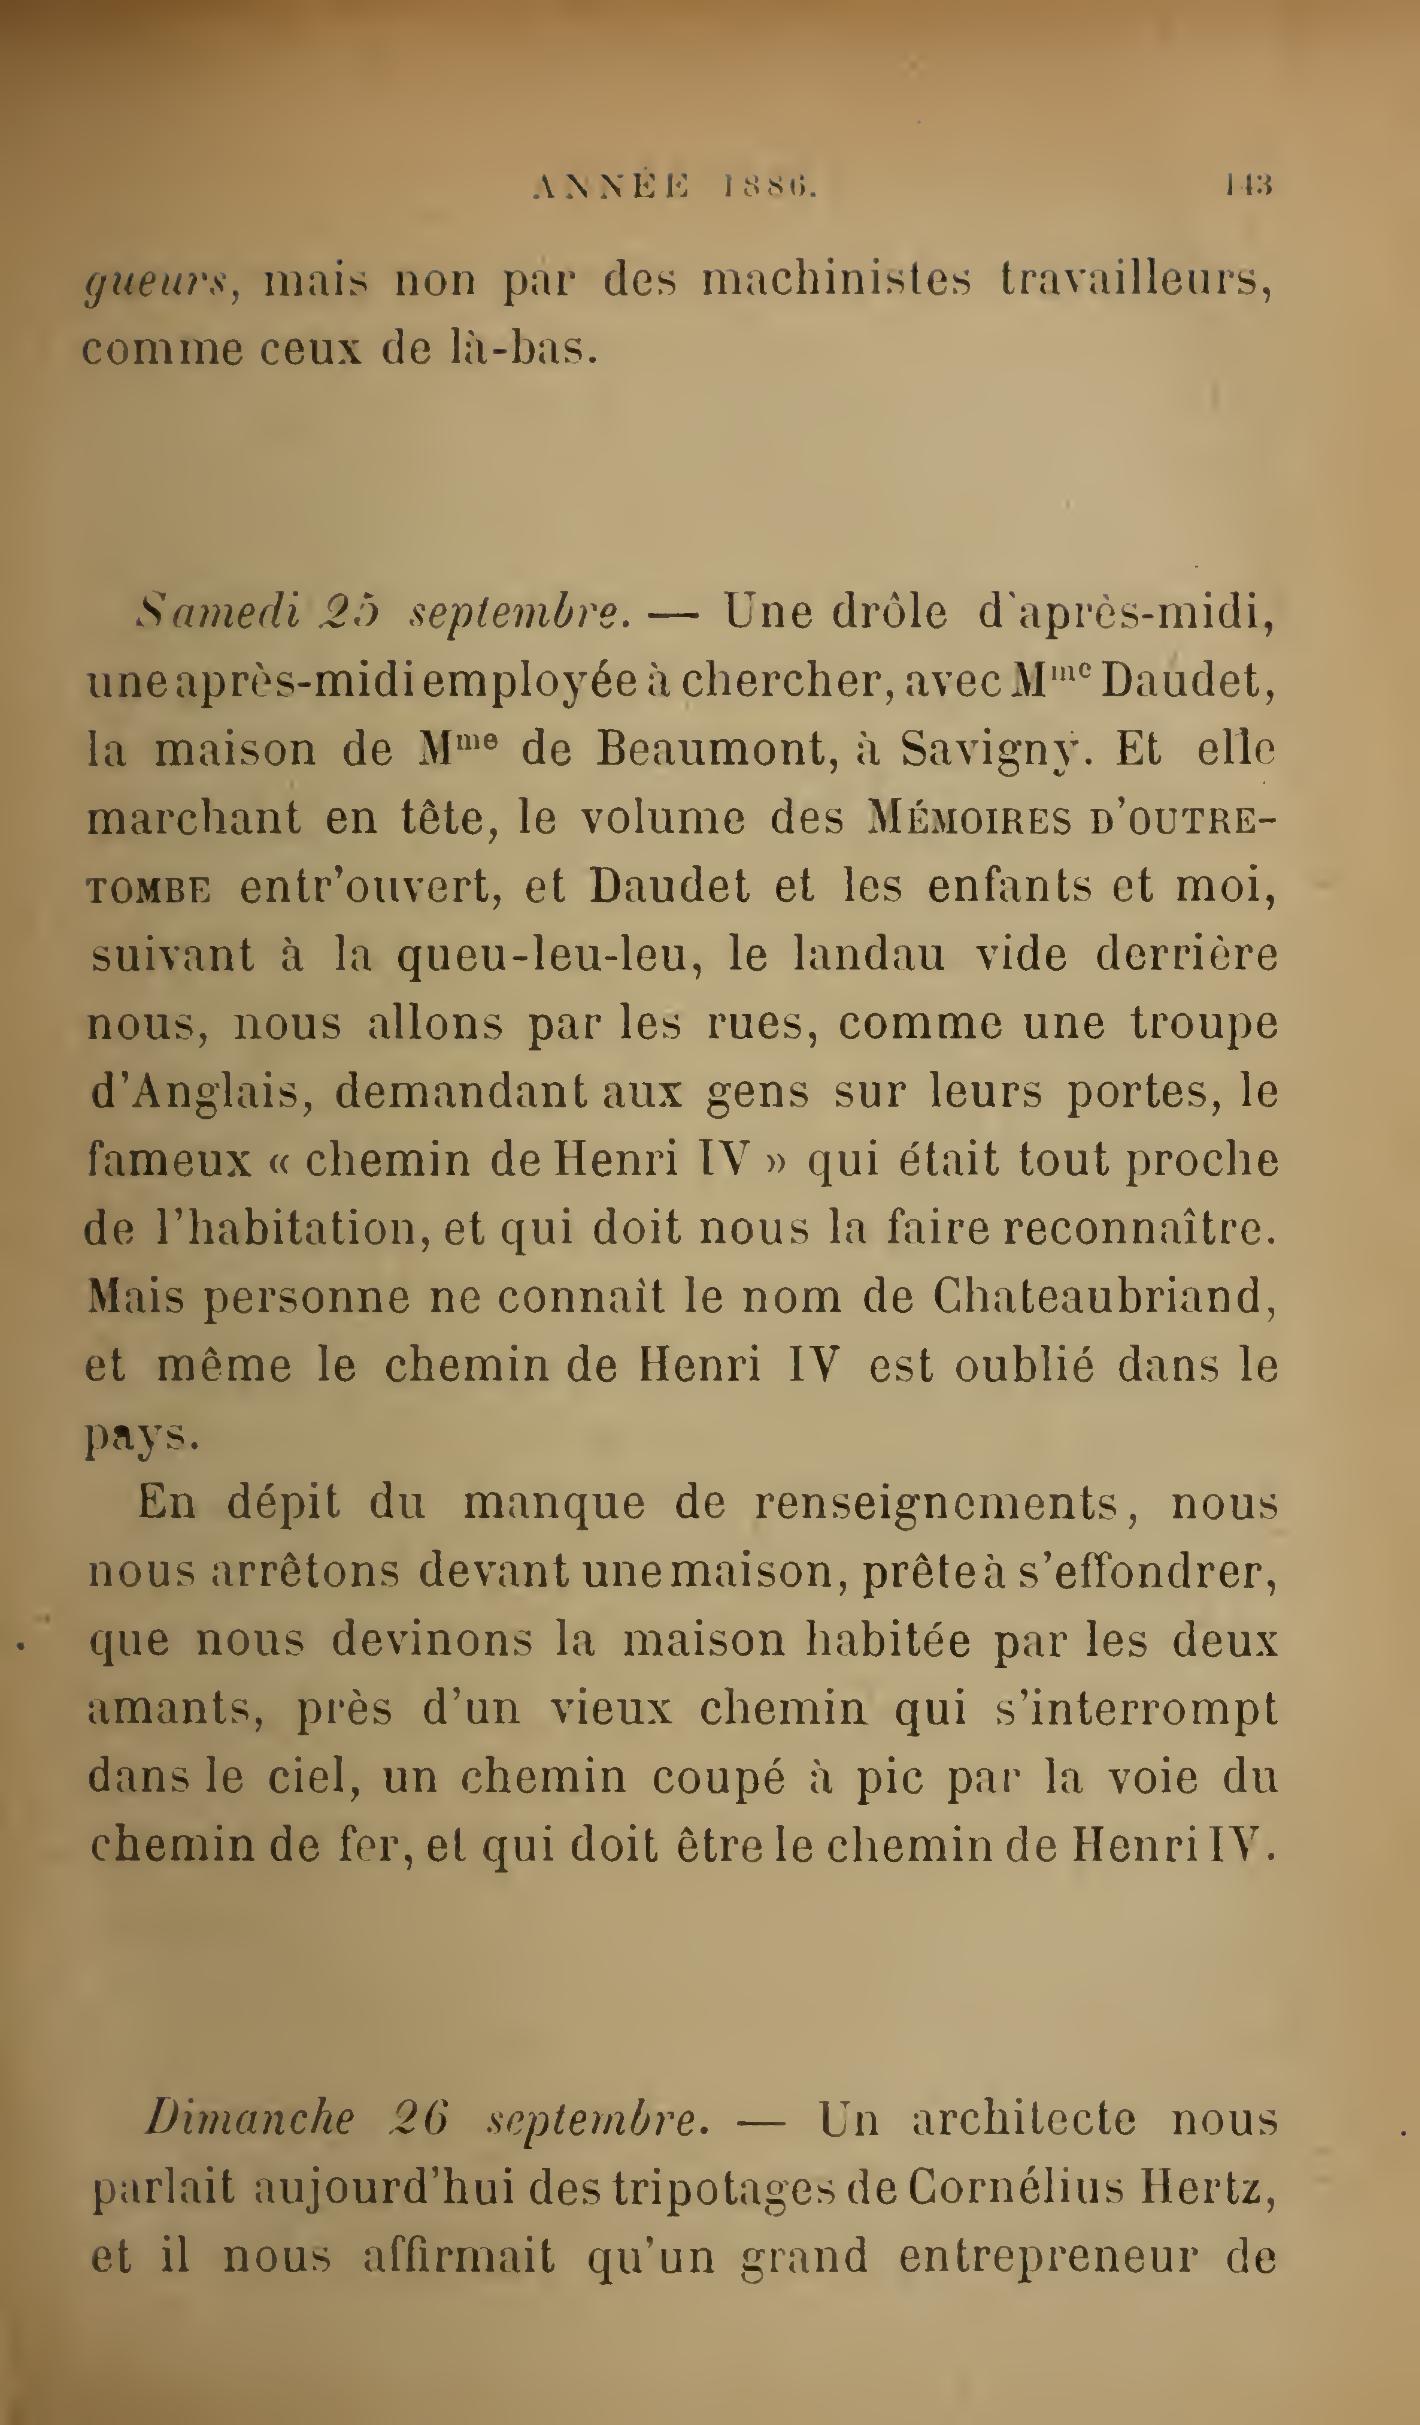 ANNÉE 1886. 143
gueurs, mais non par des machinistes travailleurs,
comme ceux de là-bas.
Samedi 25 septembre. — Une drôle d'après-midi,
une après-midi employée à chercher, avec Mme Daudet,
la maison de Mme de Beaumont, à Savigny. Et elle
marchant en tête, le volume des MÉMOIRES D'OUTRE-
TOMBE entr'ouvert, et Daudet et les enfants et moi,
suivant à la queu-leu-leu, le landau vide derrière
nous, nous allons par les rues, comme une troupe
d'Anglais, demandant aux gens sur leurs portes, le
fameux « chemin de Henri IV » qui était tout proche
de l'habitation, et qui doit nous la faire reconnaître.
Mais personne ne connaît le nom de Chateaubriand,
et même le chemin de Henri IV est oublié dans le
pays.
En dépit du manque de renseignements, nous
nous arrêtons devant une maison, prête à s'effondrer,
que nous devinons la maison habitée par les deux
amants, près d'un vieux chemin qui s'interrompt
dans le ciel, un chemin coupé à pic par la voie du
chemin de fer, et qui doit être le chemin de Henri IV.
Dimanche 26 septembre. — Un architecte nous
parlait aujourd'hui des tripotages de Cornélius Hertz,
et il nous affirmait qu'un grand entrepreneur de